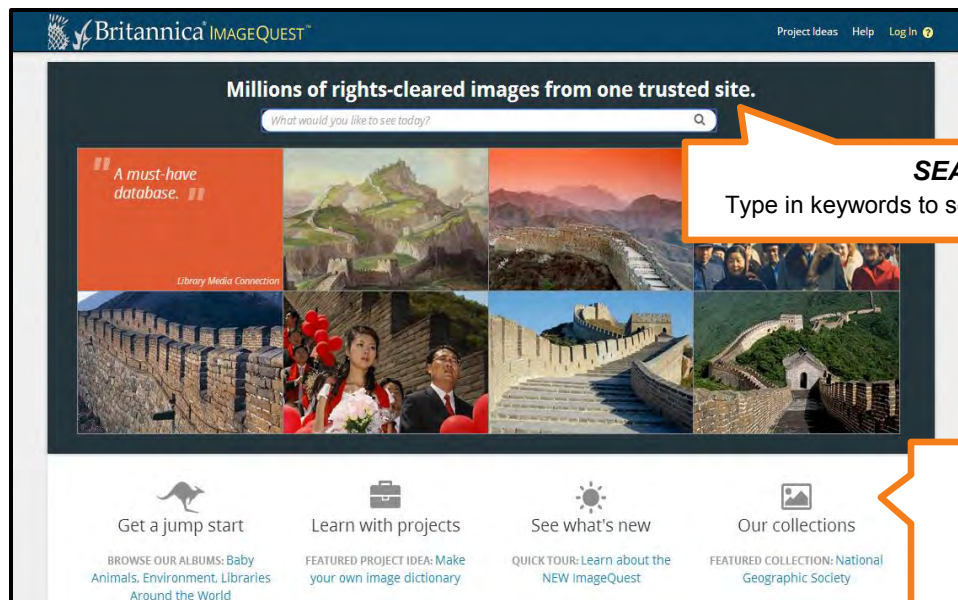 Britannica® IMAGEQUEST™
Project Ideas Help Log In ?
Millions of rights-cleared images from one trusted site.
What would you like to see today?
" A must-have
database. "
Library Media Connection
Type in keywords to
Get a jump start
BROWSE OUR ALBUMS: Baby
Animals, Environment, Libraries
Around the World
Learn with projects
FEATURED PROJECT IDEA: Make
your own image dictionary
See what's new
QUICK TOUR: Learn about the
NEW ImageQuest
Our collections
FEATURED COLLECTION: National
Geographic Society